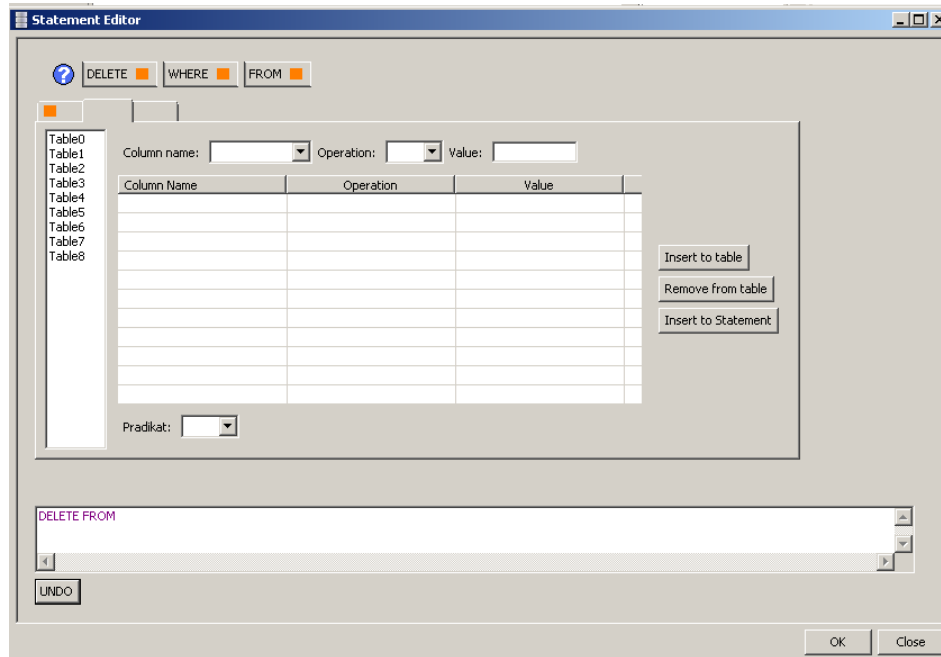 Statement Editor
DELETE WHERE FROM
Table0
Table1
Table2
Table3
Table4
Table5
Table6
Table7
Table8
Column name: Operation: Value:
Column Name Operation Value
Insert to table
Remove from table
Insert to Statement
Pradikat:
DELETE FROM
UNDO
OK Close